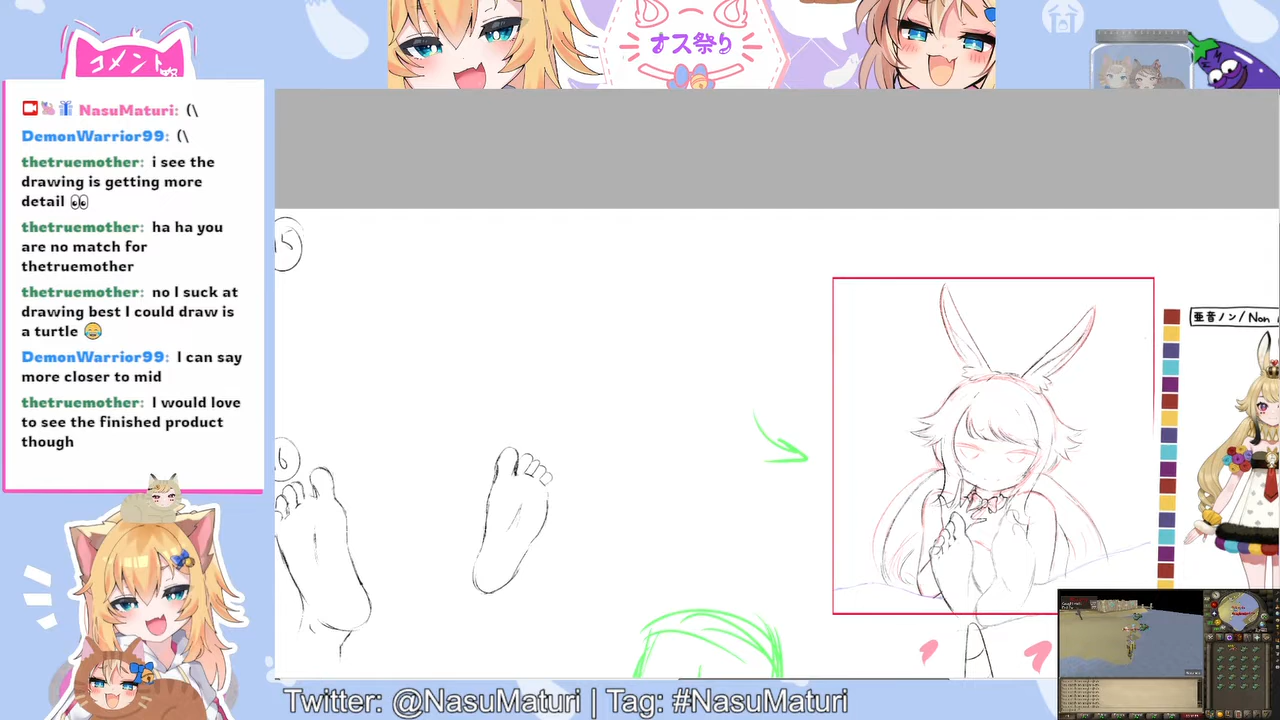 コメント
オス祭り
NasuMaturi: (\
DemonWarrior99: (\
thetruemother: i see the
drawing is getting more
detail 👀
thetruemother: ha ha you
are no match for
thetruemother
thetruemother: no I suck at
drawing best I could draw is
a turtle 😂
DemonWarrior99: I can say
more closer to mid
thetruemother: I would love
to see the finished product
though
15
6
亜音ノン/Non
Twitter @NasuMaturi | Tag: #NasuMaturi